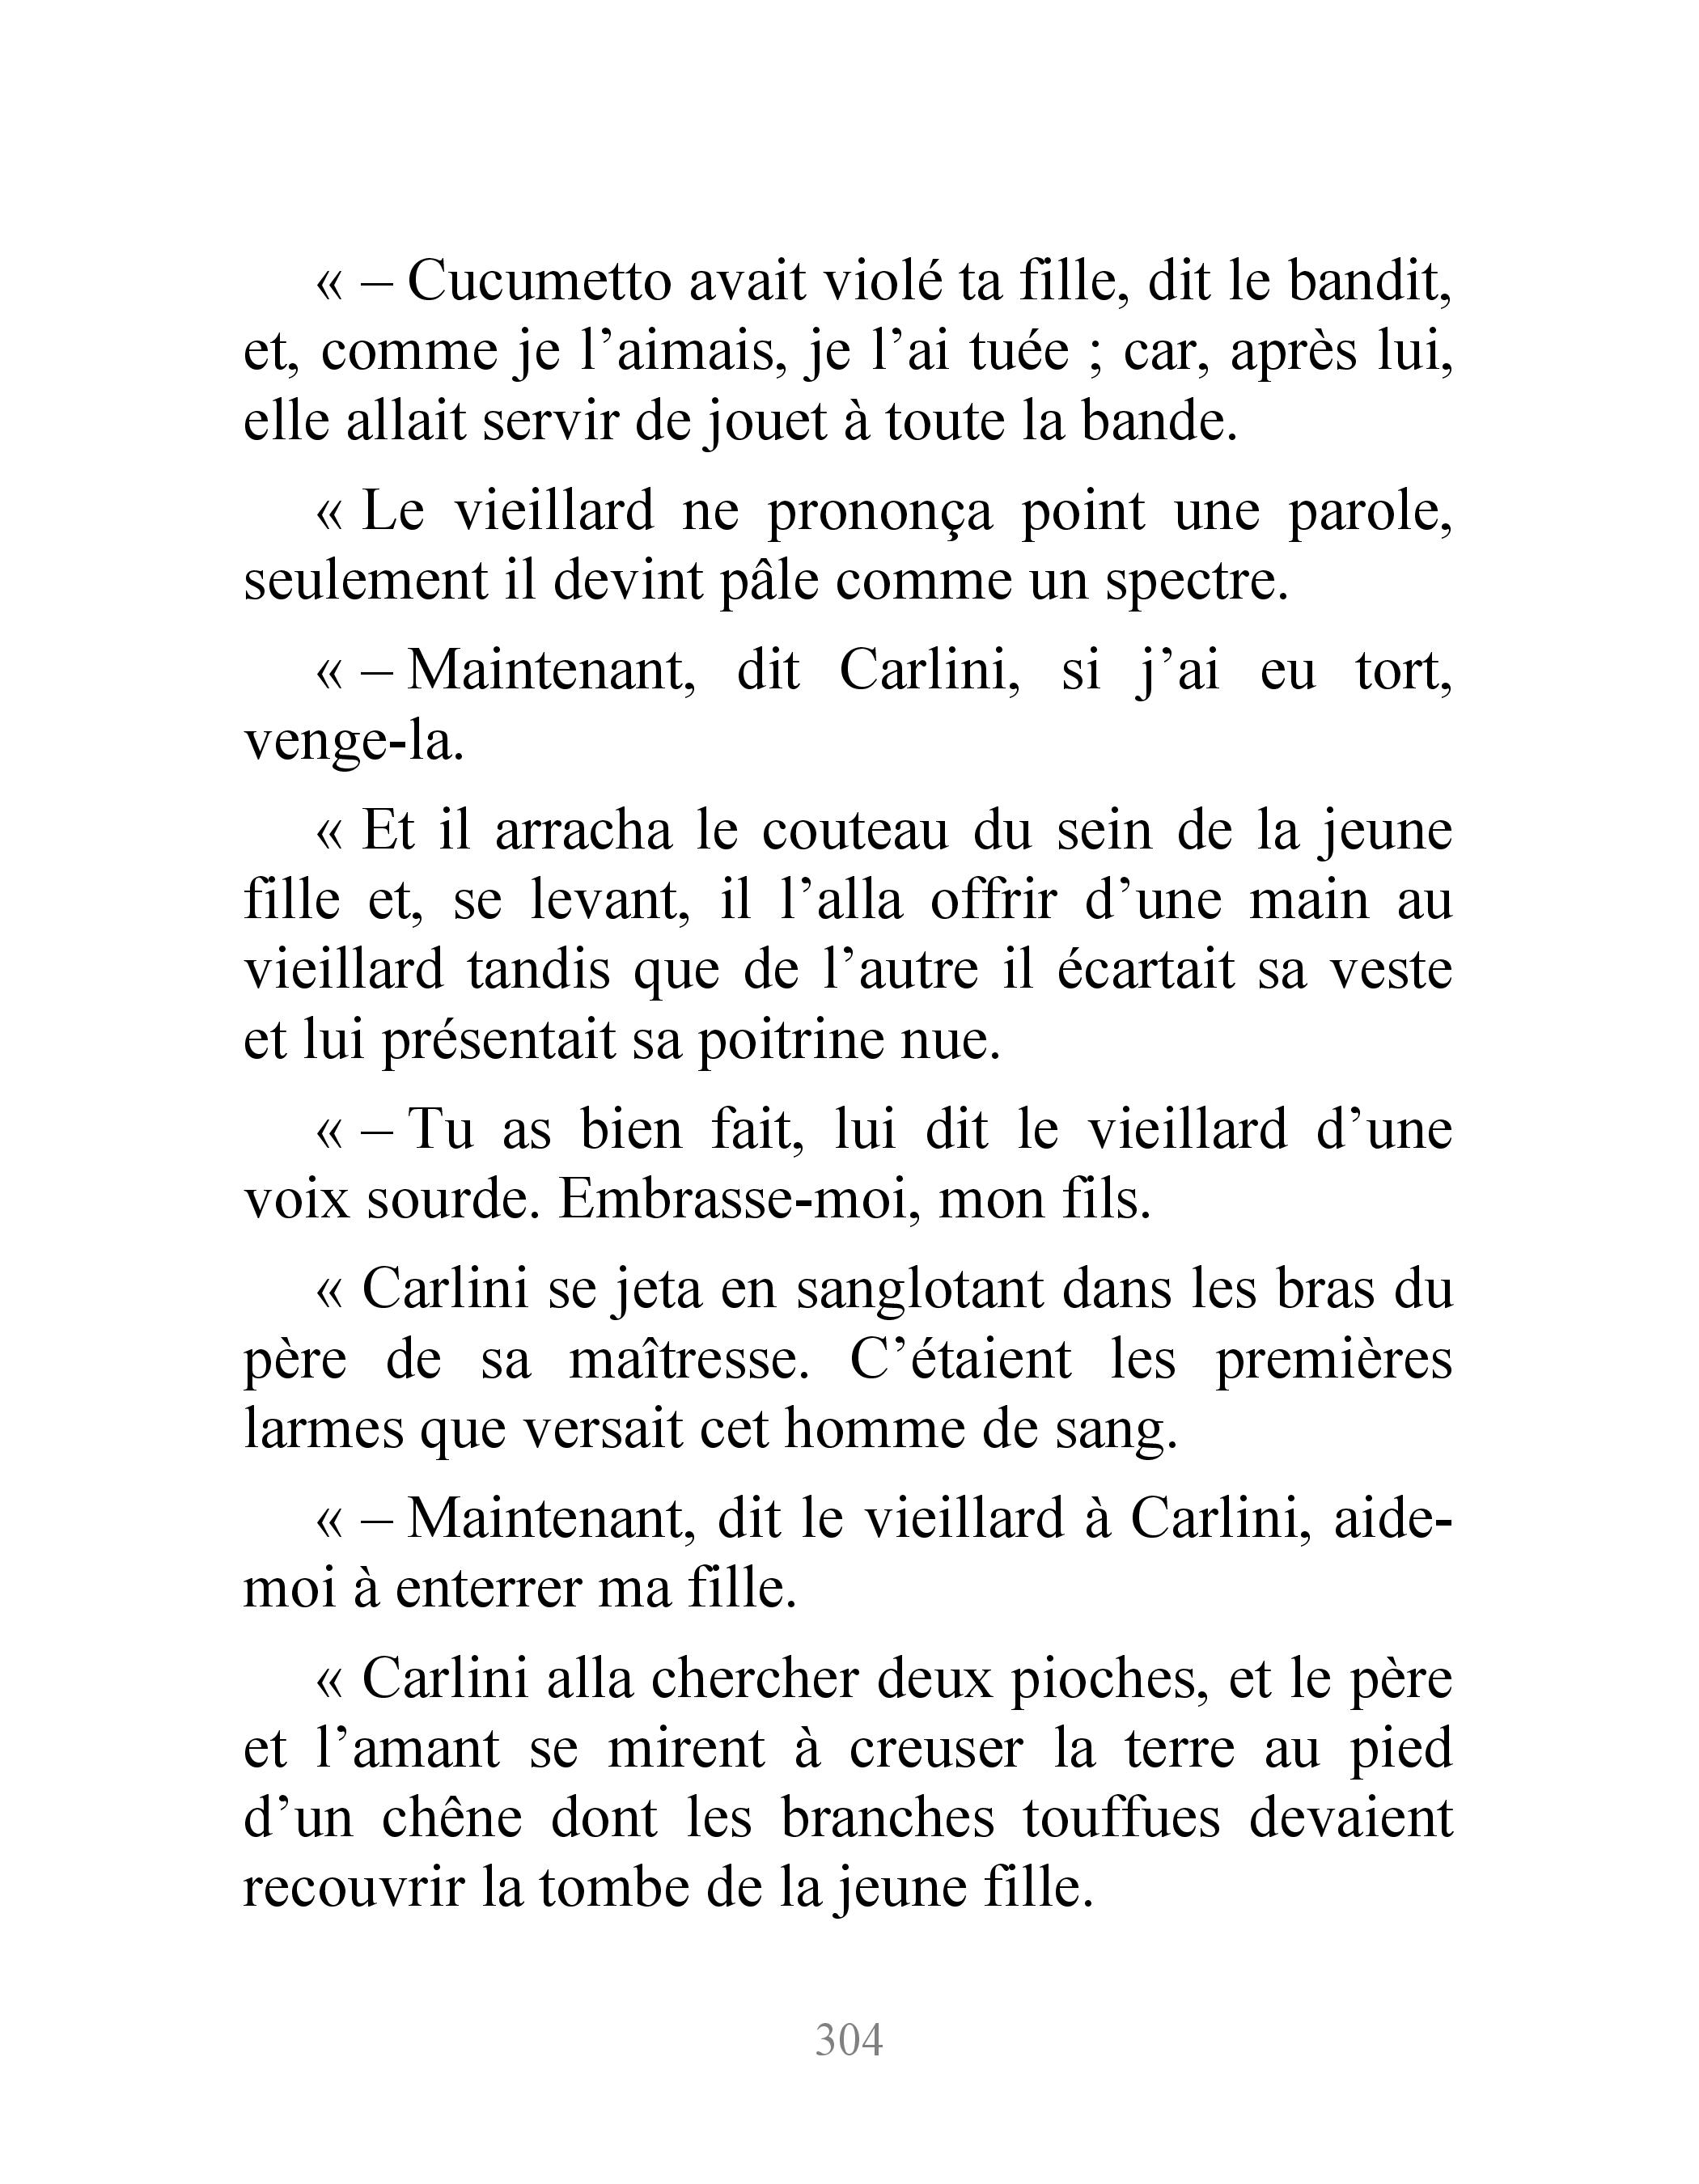 « – Cucumetto avait violé ta fille, dit le bandit,
et, comme je l’aimais, je l’ai tuée ; car, après lui,
elle allait servir de jouet à toute la bande.
« Le vieillard ne prononça point une parole,
seulement il devint pâle comme un spectre.
« – Maintenant, dit Carlini, si j’ai eu tort,
venge-la.
« Et il arracha le couteau du sein de la jeune
fille et, se levant, il l’alla offrir d’une main au
vieillard tandis que de l’autre il écartait sa veste
et lui présentait sa poitrine nue.
« – Tu as bien fait, lui dit le vieillard d’une
voix sourde. Embrasse-moi, mon fils.
« Carlini se jeta en sanglotant dans les bras du
père de sa maîtresse. C’étaient les premières
larmes que versait cet homme de sang.
« – Maintenant, dit le vieillard à Carlini, aide-
moi à enterrer ma fille.
« Carlini alla chercher deux pioches, et le père
et l’amant se mirent à creuser la terre au pied
d’un chêne dont les branches touffues devaient
recouvrir la tombe de la jeune fille.
304